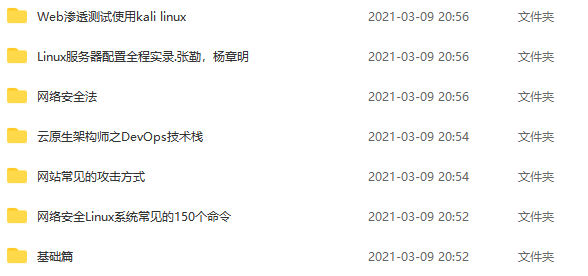 Web渗透测试使用kali linux 2021-03-09 20:56 文件夹
Linux服务器配置全程实录.张勤，杨章明 2021-03-09 20:56 文件夹
网络安全法 2021-03-09 20:56 文件夹
云原生架构师之DevOps技术栈 2021-03-09 20:54 文件夹
网站常见的攻击方式 2021-03-09 20:54 文件夹
网络安全Linux系统常见的150个命令 2021-03-09 20:52 文件夹
基础篇 2021-03-09 20:52 文件夹